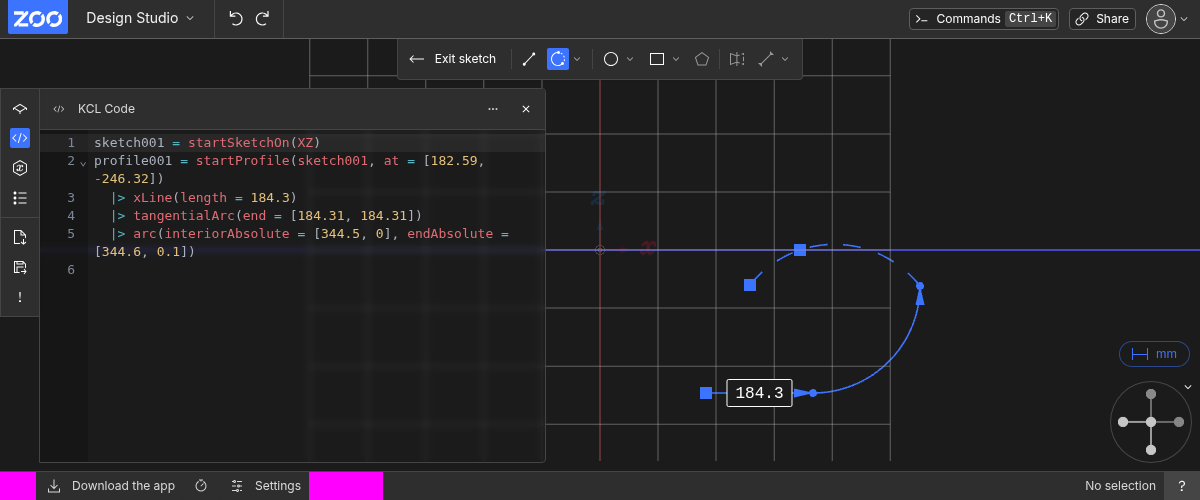 ZOO
Design Studio
Commands Ctrl+K
Share
Exit sketch
KCL Code
1 sketch001 = startSketchOn(XZ)
2 profile001 = startProfile(sketch001, at = [182.59,
-246.32])
3 |> xLine(length = 184.3)
4 |> tangentialArc(end = [184.31, 184.31])
5 |> arc(interiorAbsolute = [344.5, 0], endAbsolute =
[344.6, 0.1])
6
z
x
184.3
mm
Download the app
Settings
No selection
?